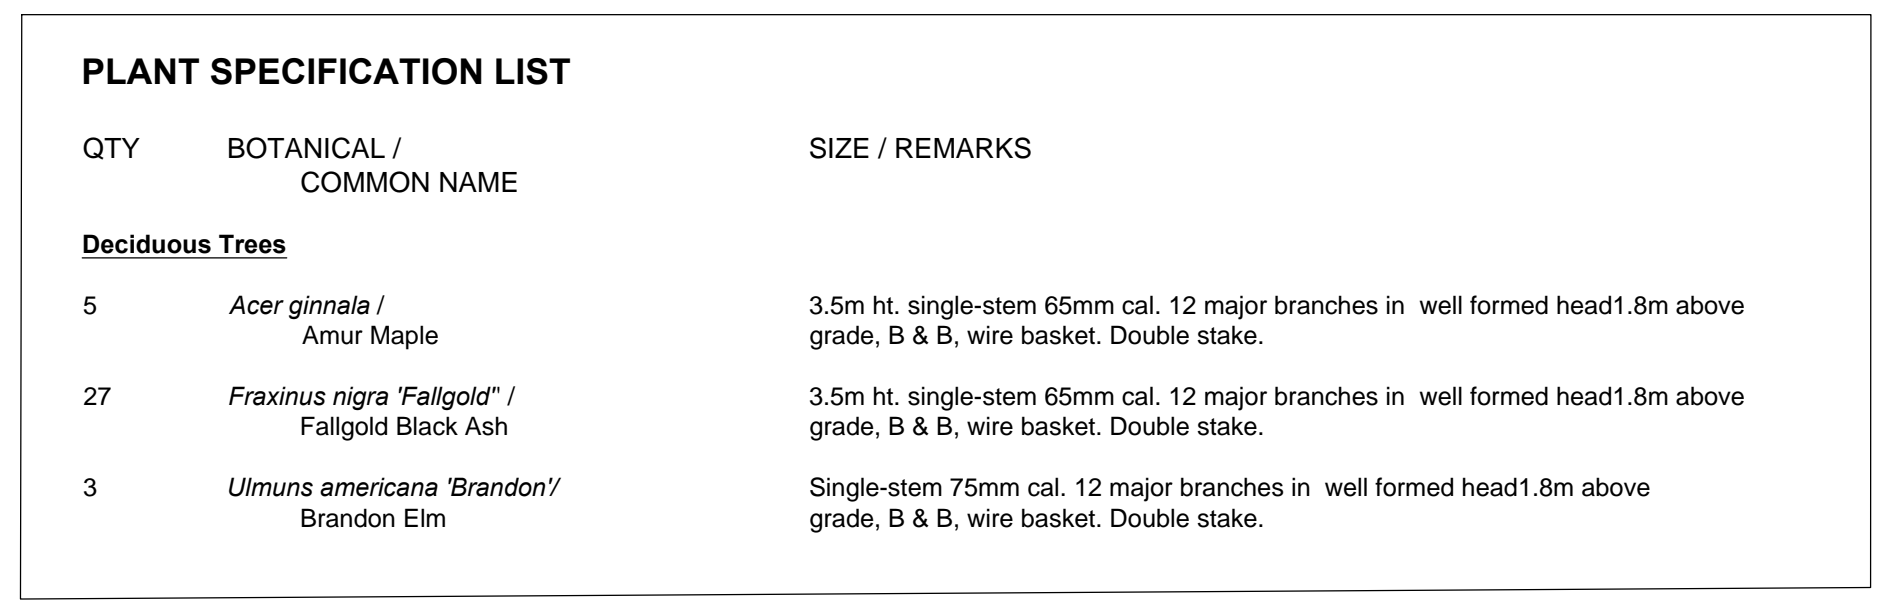 PLANT SPECIFICATION LIST
QTY BOTANICAL / SIZE / REMARKS
COMMON NAME
Deciduous Trees
5 Acer ginnala / 3.5m ht. single-stem 65mm cal. 12 major branches in  well formed head1.8m above
Amur Maple grade, B & B, wire basket. Double stake.
27 Fraxinus nigra 'Fallgold'' / 3.5m ht. single-stem 65mm cal. 12 major branches in  well formed head1.8m above
Fallgold Black Ash grade, B & B, wire basket. Double stake.
3 Ulmuns americana 'Brandon'/ Single-stem 75mm cal. 12 major branches in  well formed head1.8m above
Brandon Elm grade, B & B, wire basket. Double stake.